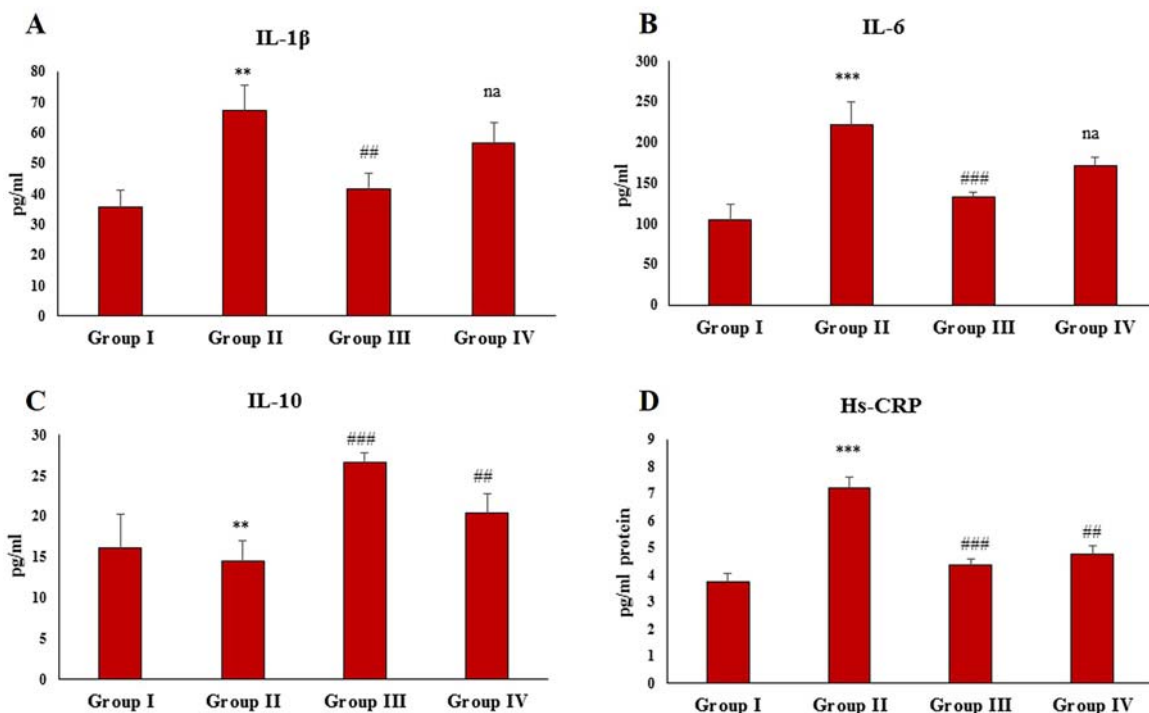 A
IL-1β
80
70
60
50
40
30
20
10
0
pg/ml
**
##
na
Group I Group II Group III Group IV
B
IL-6
300
250
200
150
100
50
0
pg/ml
***
###
na
Group I Group II Group III Group IV
C
IL-10
30
25
20
15
10
5
0
pg/ml
**
###
##
Group I Group II Group III Group IV
D
Hs-CRP
9
8
7
6
5
4
3
2
1
0
pg/ml protein
***
###
##
Group I Group II Group III Group IV